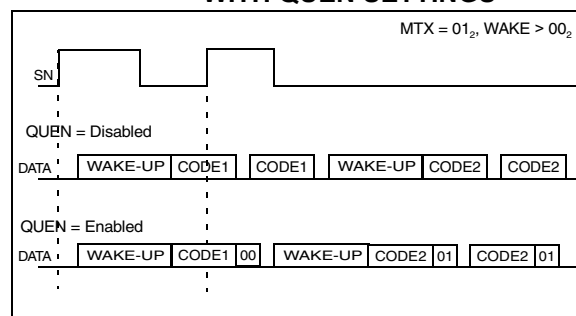 WITH QUEN SETTINGS
MTX = 01₂, WAKE > 00₂
SN
QUEN = Disabled
DATA WAKE-UP CODE1 CODE1 WAKE-UP CODE2 CODE2
QUEN = Enabled
DATA WAKE-UP CODE1 00 WAKE-UP CODE2 01 CODE2 01